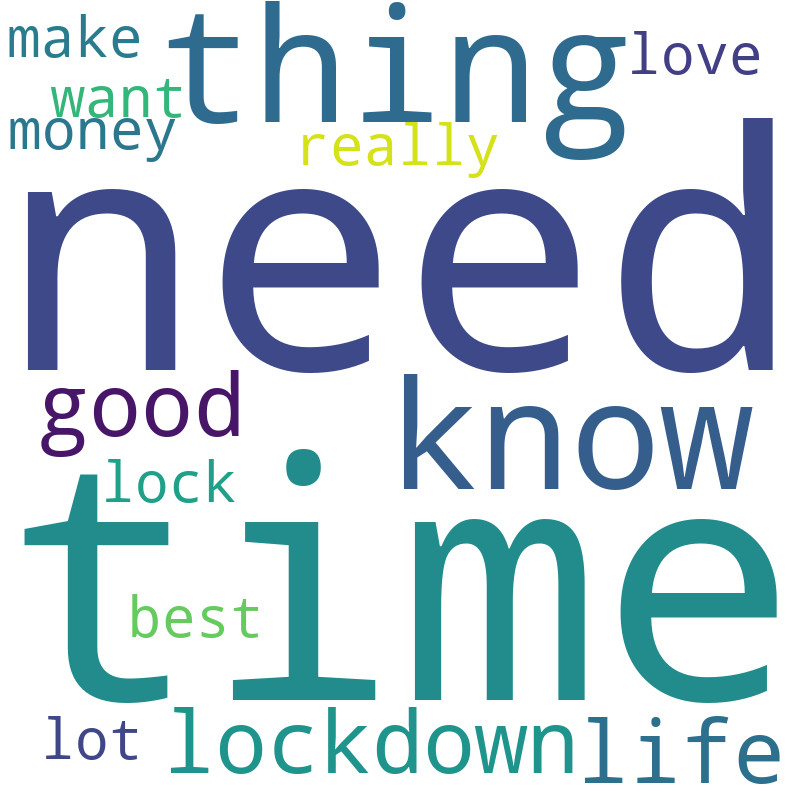 make thing love
want
money really
need
good know
lock
time
best
lot lockdown life